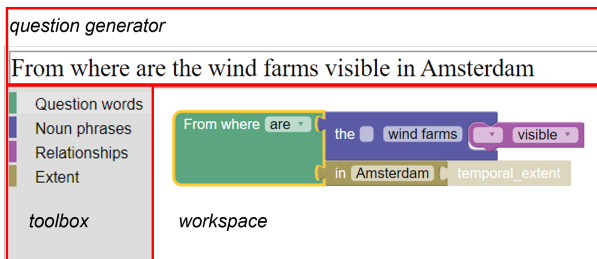 question generator
From where are the wind farms visible in Amsterdam
Question words
Noun phrases
Relationships
Extent
toolbox
From where are
the wind farms visible
in Amsterdam temporal_extent
workspace